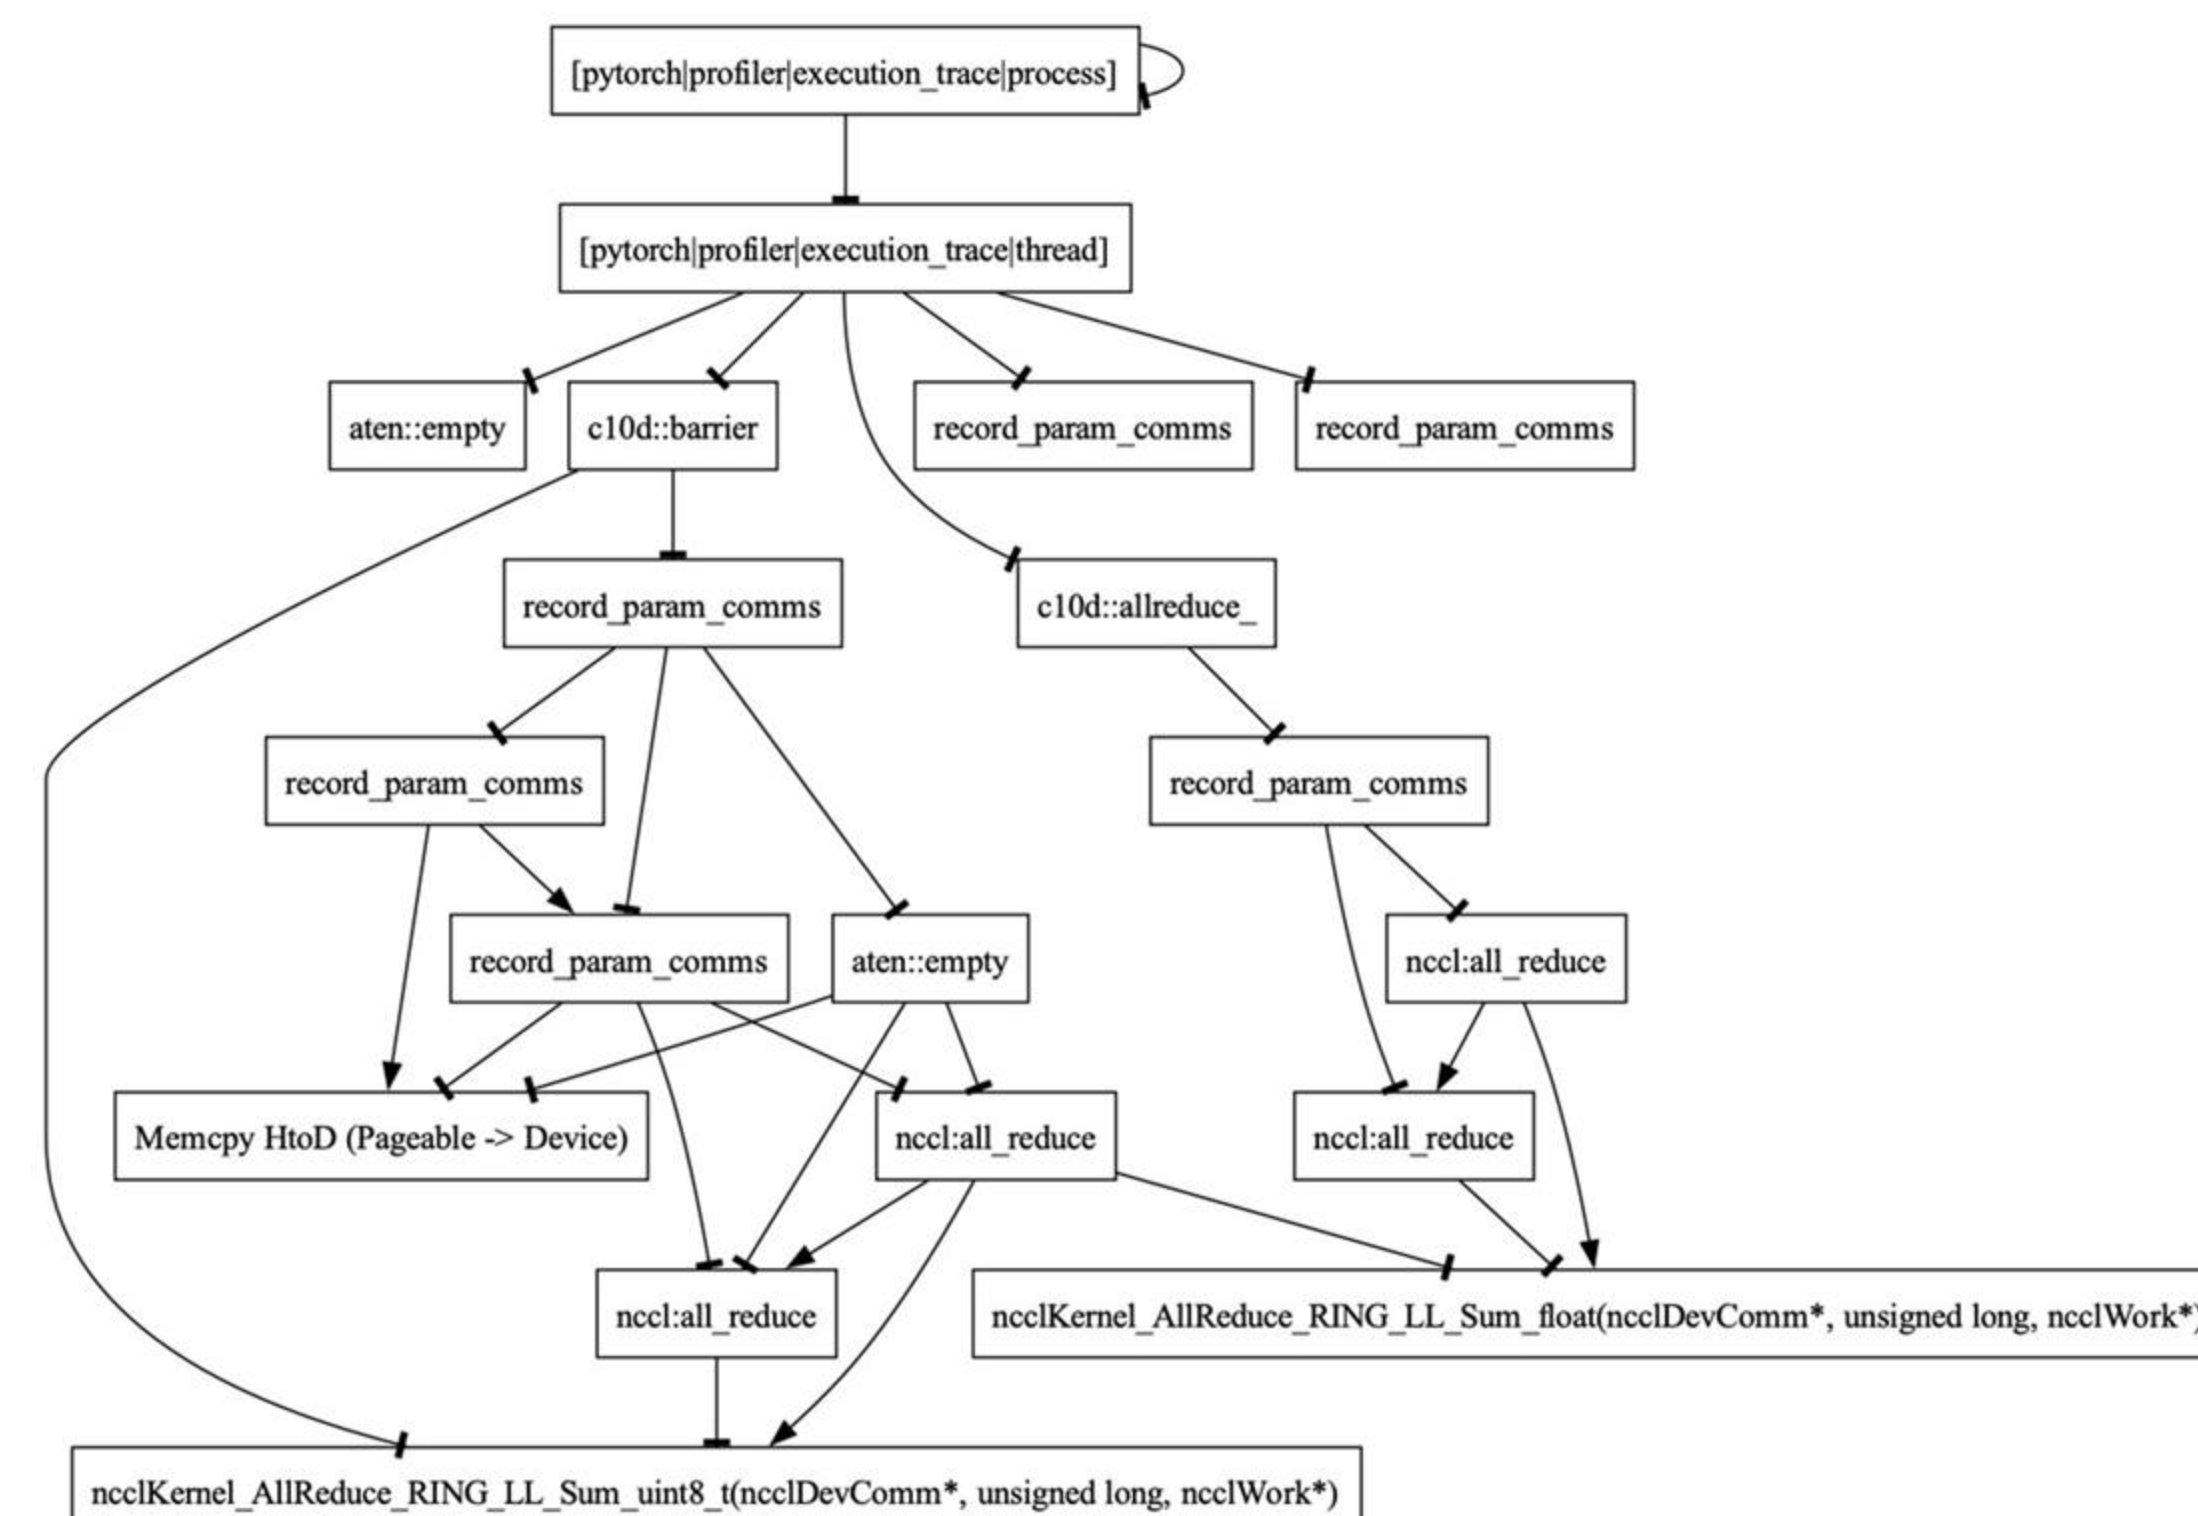 [pytorch|profiler|execution_trace|process]
[pytorch|profiler|execution_trace|thread]
aten::empty
c10d::barrier
record_param_comms
record_param_comms
record_param_comms
c10d::allreduce_
record_param_comms
record_param_comms
record_param_comms
aten::empty
nccl:all_reduce
Memcpy HtoD (Pageable -> Device)
nccl:all_reduce
nccl:all_reduce
nccl:all_reduce
ncclKernel_AllReduce_RING_LL_Sum_float(ncclDevComm*, unsigned long, ncclWork*)
ncclKernel_AllReduce_RING_LL_Sum_uint8_t(ncclDevComm*, unsigned long, ncclWork*)